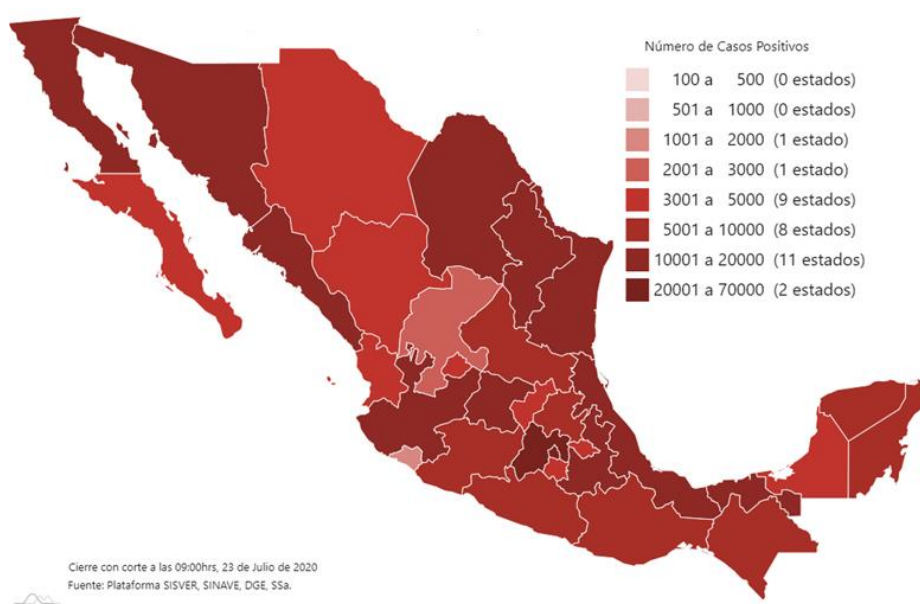 Número de Casos Positivos
100 a 500 (0 estados)
501 a 1000 (0 estados)
1001 a 2000 (1 estado)
2001 a 3000 (1 estado)
3001 a 5000 (9 estados)
5001 a 10000 (8 estados)
10001 a 20000 (11 estados)
20001 a 70000 (2 estados)
Cierre con corte a las 09:00hrs, 23 de Julio de 2020
Fuente: Plataforma SISVER, SINAVE, DGE, SSa.